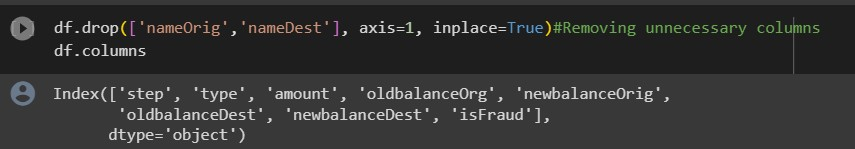 df.drop(['nameOrig','nameDest'], axis=1, inplace=True)#Removing unnecessary columns
df.columns
Index(['step', 'type', 'amount', 'oldbalanceOrg', 'newbalanceOrig',
'oldbalanceDest', 'newbalanceDest', 'isFraud'],
dtype='object')